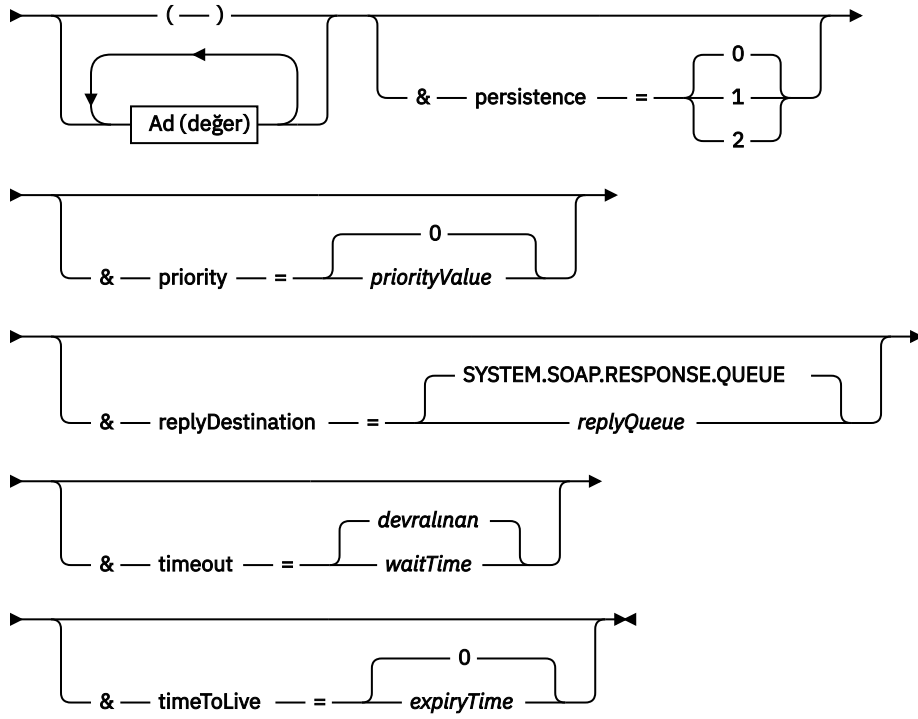 ( )
Ad (değer)
0
& persistence = 1
2
0
& priority = priorityValue
SYSTEM.SOAP.RESPONSE.QUEUE
& replyDestination = replyQueue
devralınan
& timeout = waitTime
0
& timeToLive = expiryTime